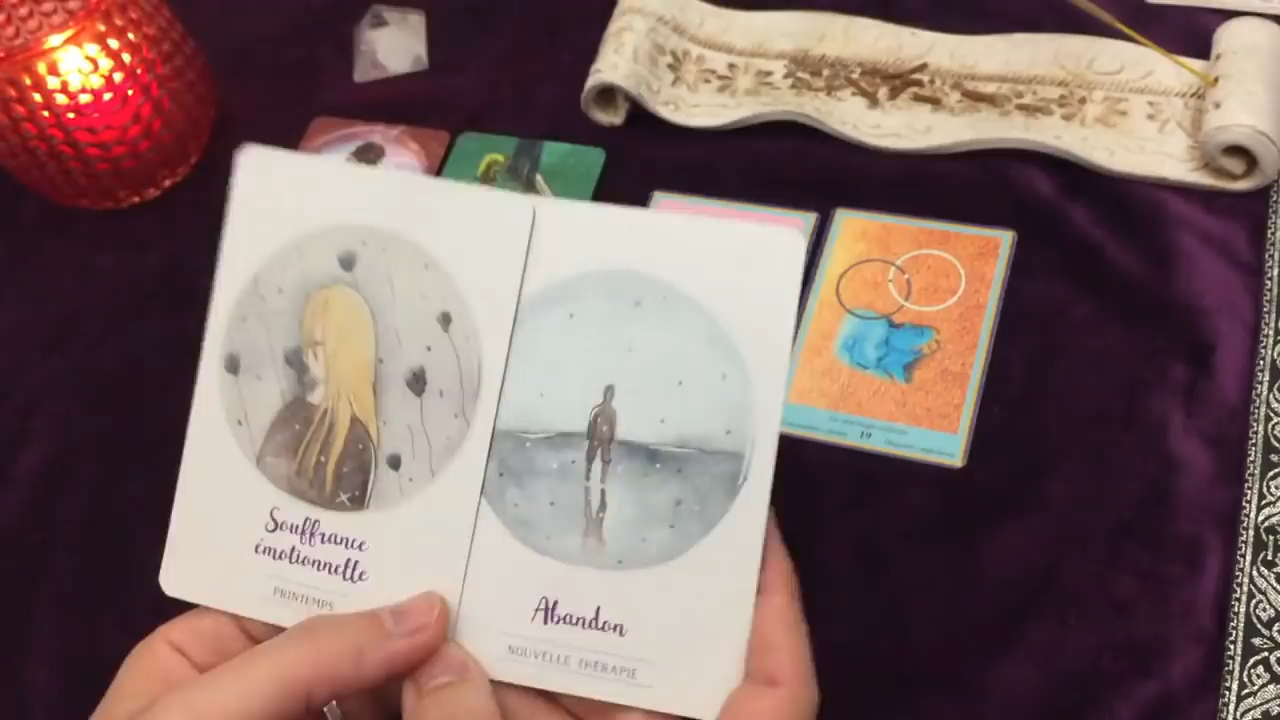 Souffrance
émotionnelle
PRINTEMPS
Abandon
NOUVELLE THÉRAPIE
19